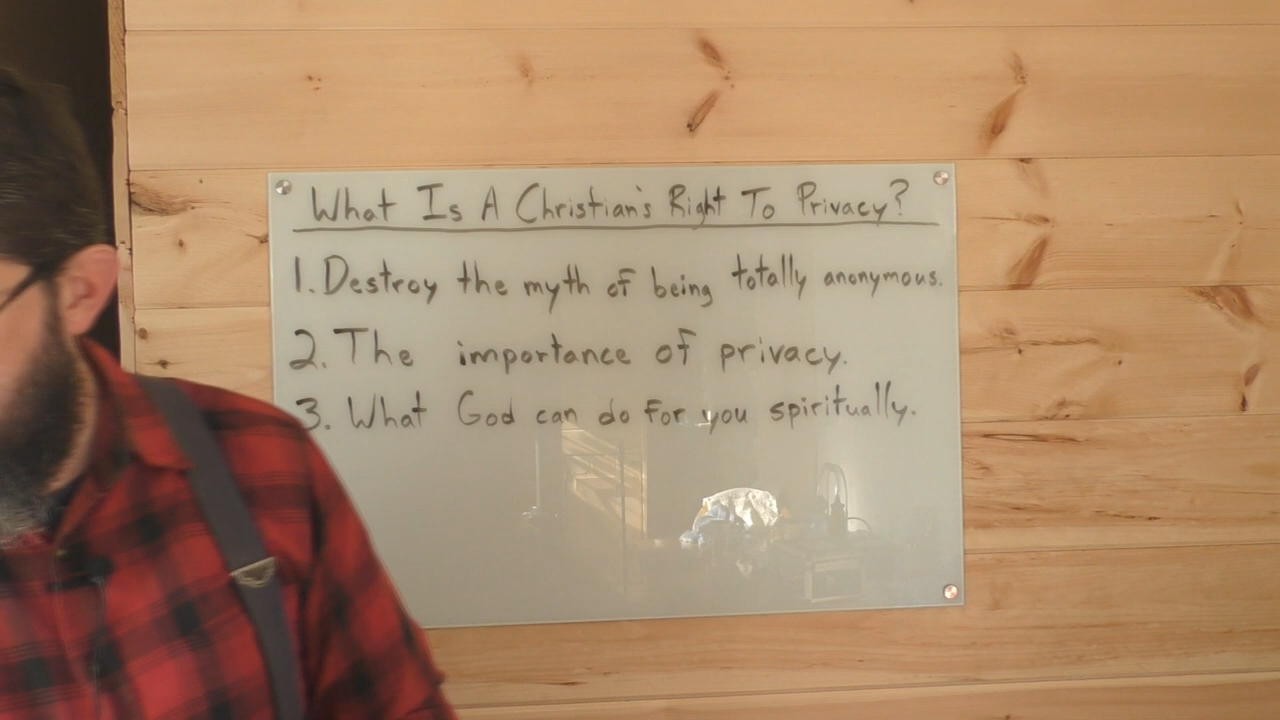 What Is A Christian's Right To Privacy?
1. Destroy the myth of being totally anonymous.
2. The importance of privacy.
3. What God can do for you spiritually.